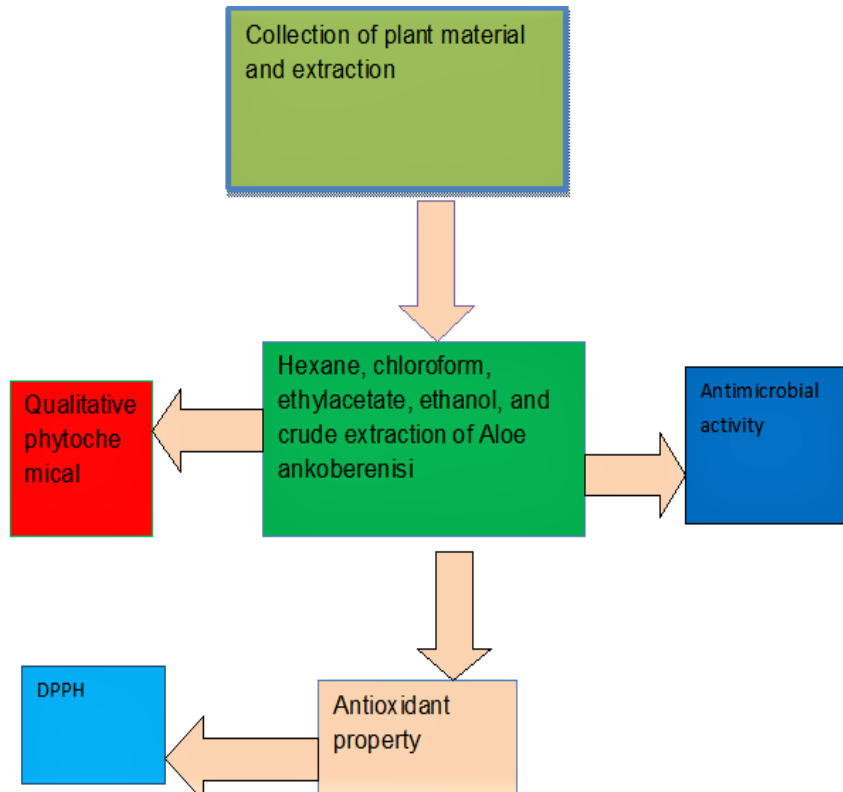 Collection of plant material
and extraction
Hexane, chloroform,
ethylacetate, ethanol, and
crude extraction of Aloe
ankoberenisi
Qualitative
phytoche
mical
Antimicrobial
activity
DPPH
Antioxidant
property